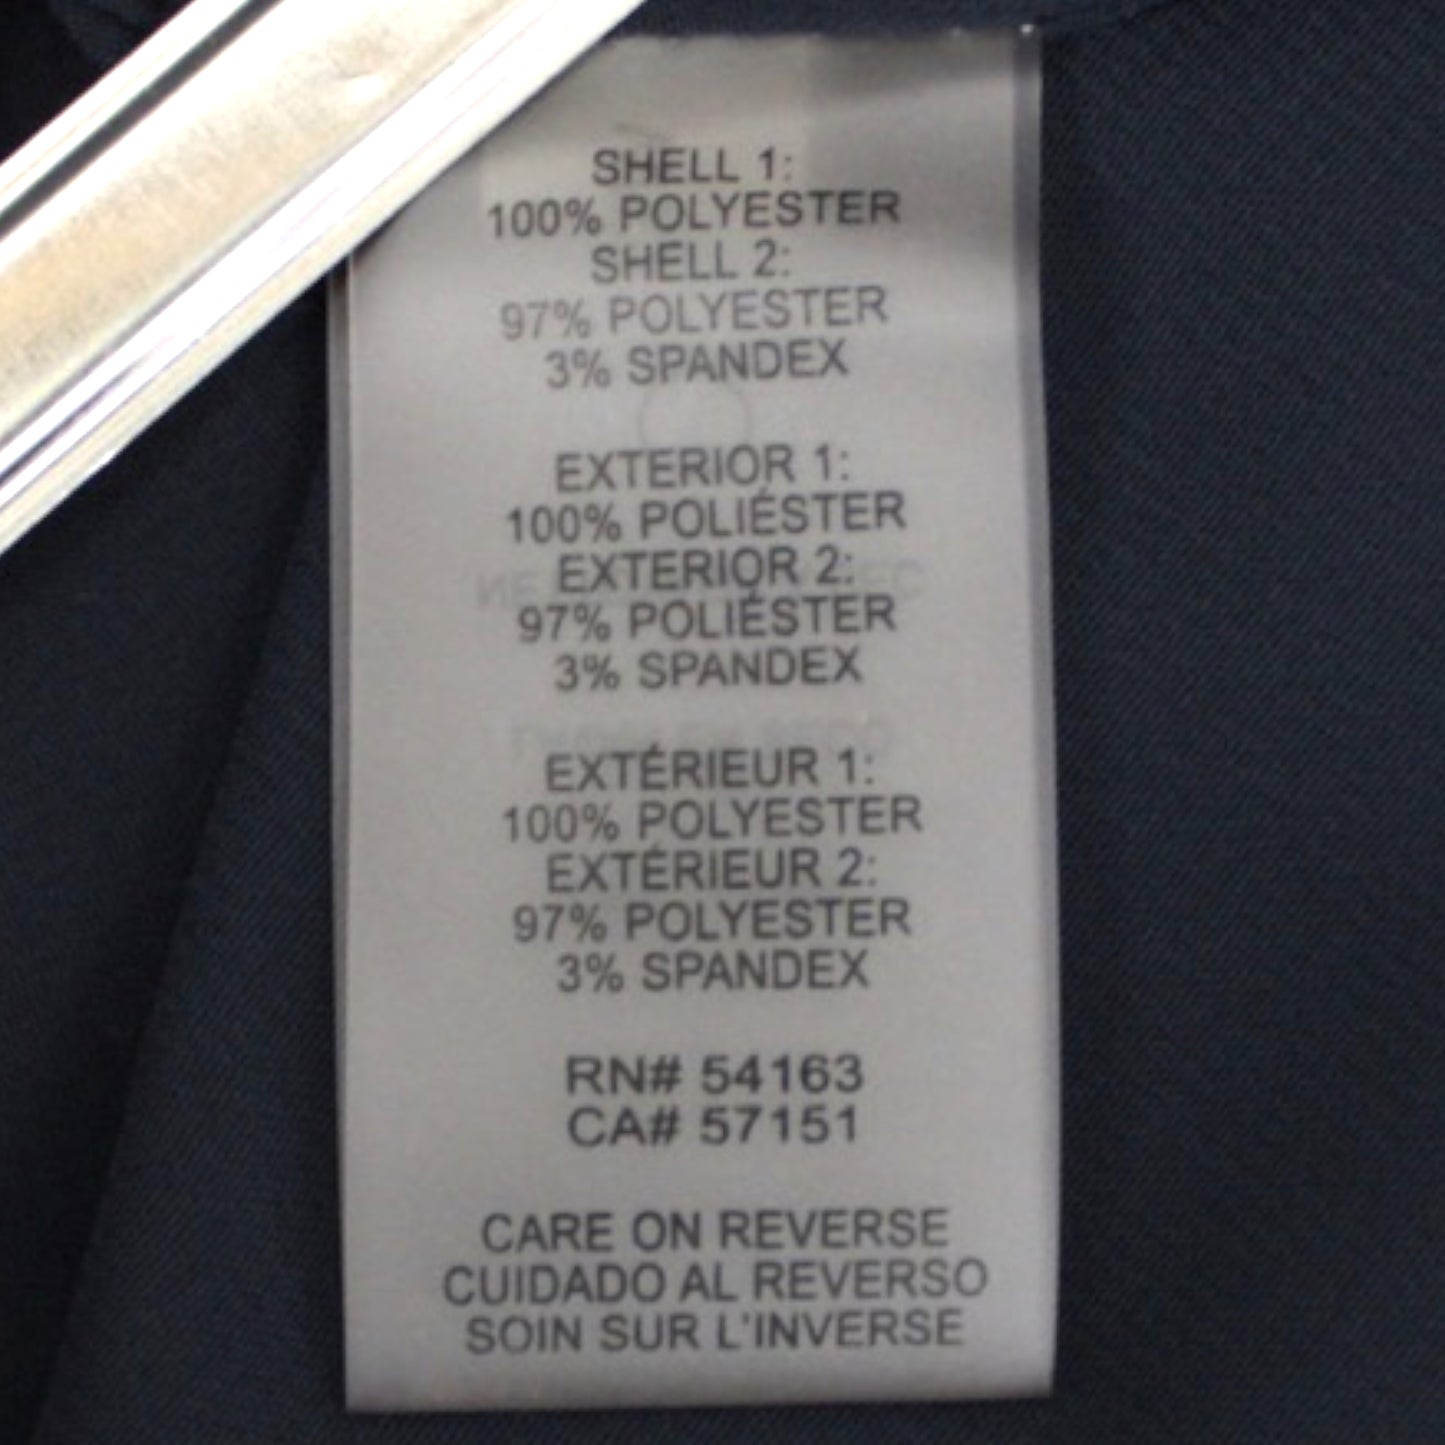 SHELL 1:
100% POLYESTER
SHELL 2:
97% POLYESTER
3% SPANDEX
EXTERIOR 1:
100% POLIÉSTER
EXTERIOR 2:
97% POLIÉSTER
3% SPANDEX
EXTÉRIEUR 1:
100% POLYESTER
EXTÉRIEUR 2:
97% POLYESTER
3% SPANDEX
RN# 54163
CA# 57151
CARE ON REVERSE
CUIDADO AL REVERSO
SOIN SUR L'INVERSE